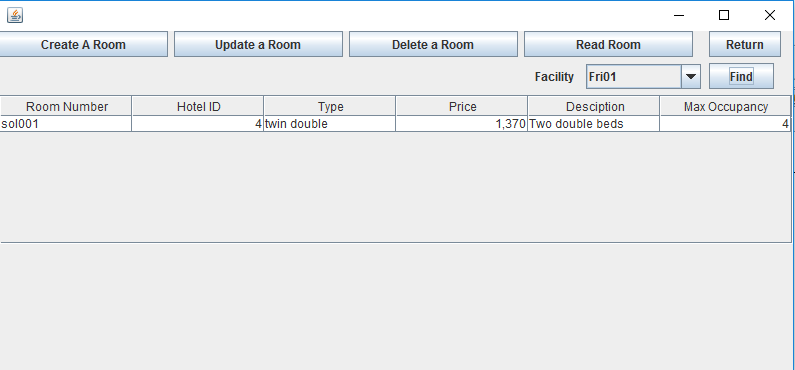 Create A Room Update a Room Delete a Room Read Room Return
Facility Fri01 Find
Room Number Hotel ID Type Price Desciption Max Occupancy
sol001 4 twin double 1,370 Two double beds 4